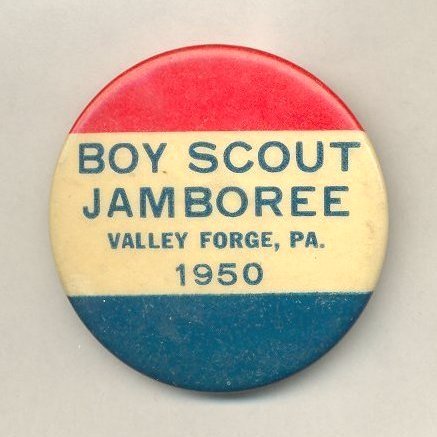 BOY SCOUT
JAMBOREE
VALLEY FORGE, PA.
1950